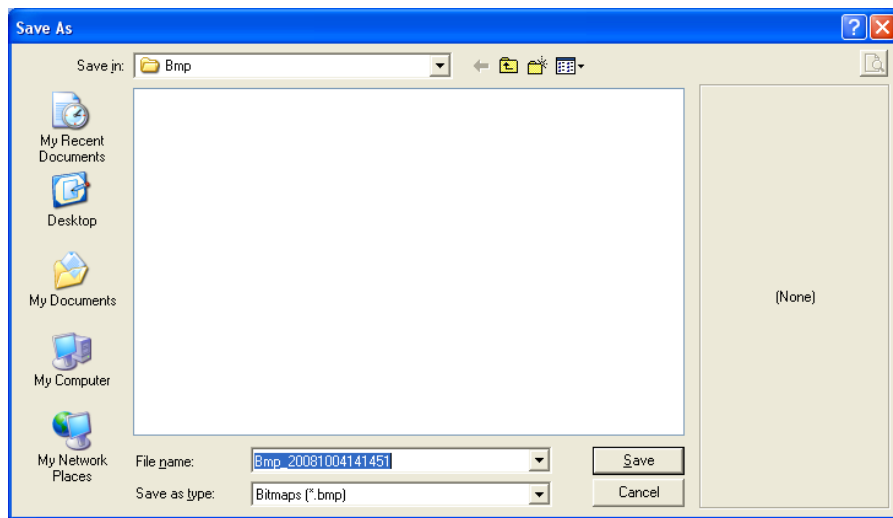 Save As
Save in:
Bmp
My Recent
Documents
Desktop
My Documents
My Computer
My Network
Places
(None)
File name:
Bmp_20081004141451
Save
Save as type:
Bitmaps (*.bmp)
Cancel